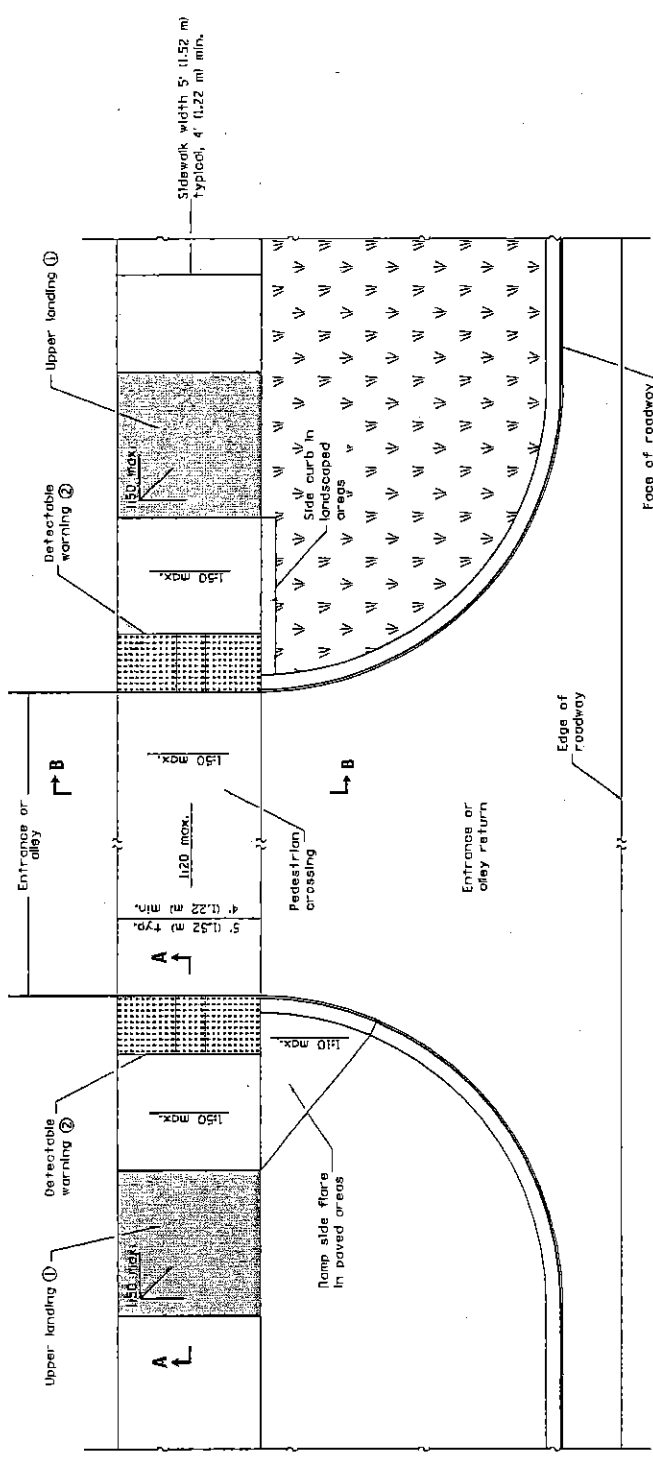 Sidewalk width 5' (1.52 m)
typical, 4' (1.22 m) min.
Upper landing ①
Detectable
warning ②
1:50 max.
1:50 max.
Side curb in
landscaped
areas
Entrance or
alley
B
B
1:50 max.
1:20 max.
Pedestrian
crossing
5' (1.52 m) typ.
4' (1.22 m) min.
A
Entrance or
alley return
Edge of
roadway
Face of roadway
Detectable
warning ②
1:50 max.
1:10 max.
Ramp side flare
in paved areas
Upper landing ①
1:50 max.
A